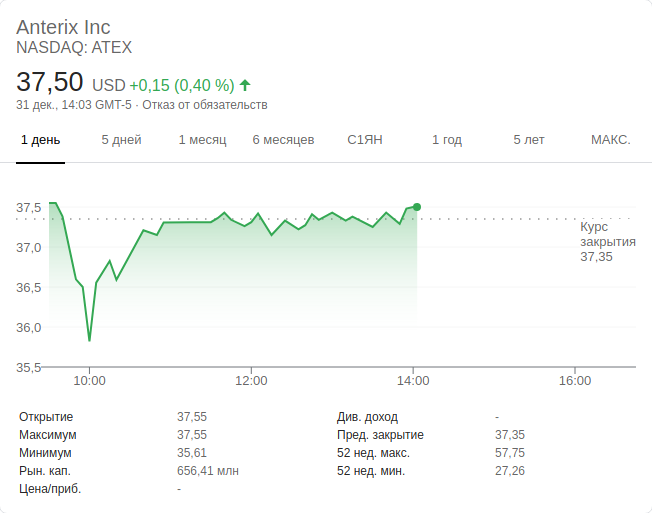 Anterix Inc
NASDAQ: ATEX
37,50 USD +0,15 (0,40 %)
31 дек., 14:03 GMT-5 · Отказ от обязательств
1 день 5 дней 1 месяц 6 месяцев С1ЯН 1 год 5 лет МАКС.
37,5
37,0
36,5
36,0
35,5
Курс
закрытия
37,35
10:00 12:00 14:00 16:00
Открытие 37,55 Див. доход -
Максимум 37,55 Пред. закрытие 37,35
Минимум 35,61 52 нед. макс. 57,75
Рын. кап. 656,41 млн 52 нед. мин. 27,26
Цена/приб. -